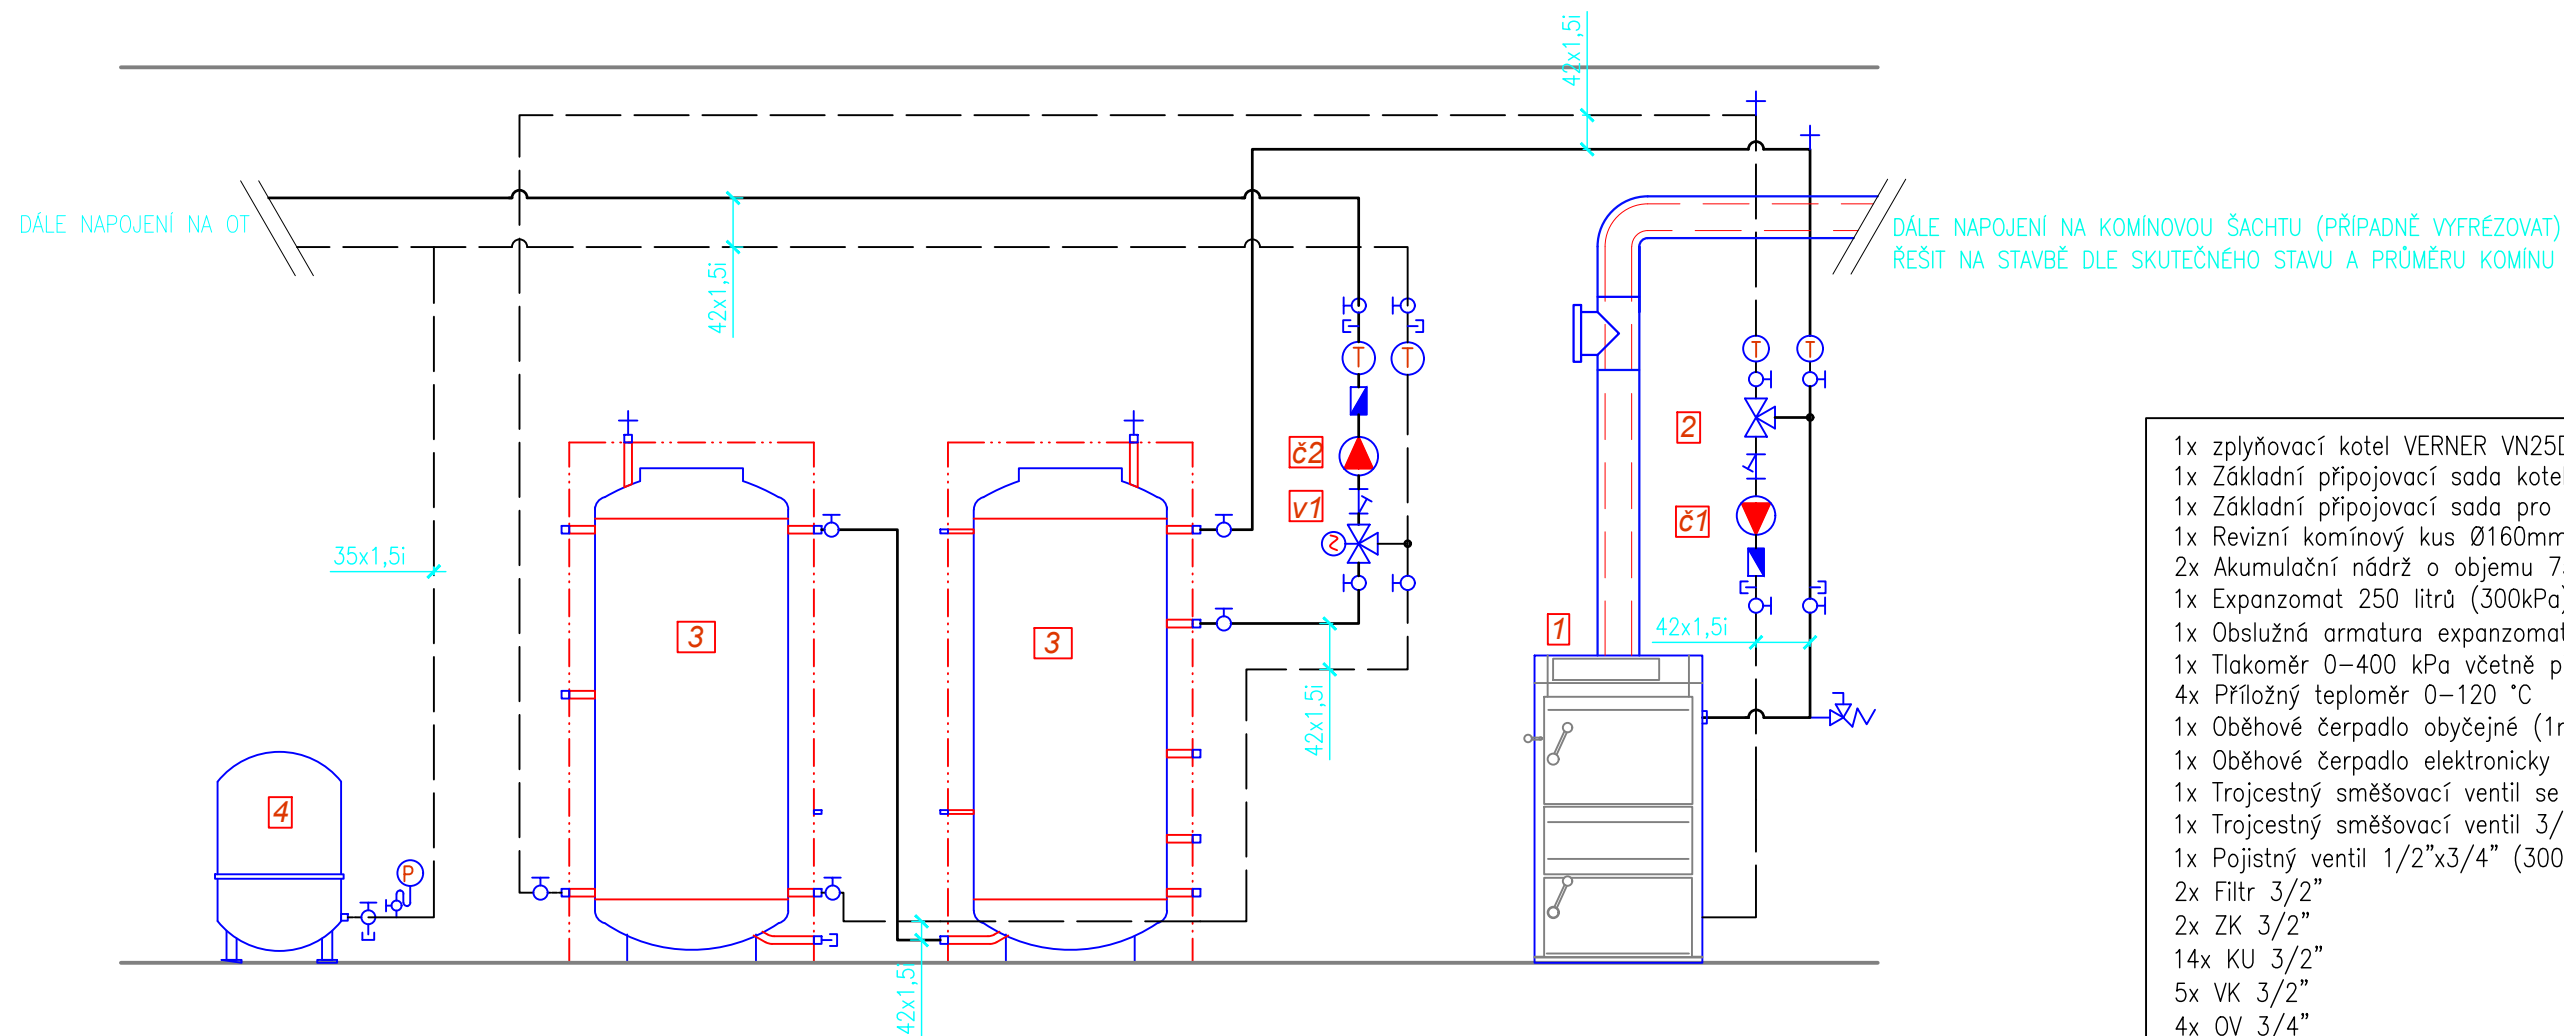 42x1,5i
DÁLE NAPOJENÍ NA OT
DÁLE NAPOJENÍ NA KOMÍNOVOU ŠACHTU (PŘÍPADNĚ VYFRÉZOVAT)
ŘEŠIT NA STAVBĚ DLE SKUTEČNÉHO STAVU A PRŮMĚRU KOMÍNU
42x1,5i
T
T
T
T
2
č2
v1
č1
35x1,5i
3
3
1
42x1,5i
42x1,5i
4
P
42x1,5i
1x zplyňovací kotel VERNER VN25D
1x Základní připojovací sada kotel
1x Základní připojovací sada pro
1x Revizní komínový kus Ø160mm
2x Akumulační nádrž o objemu 7
1x Expanzomat 250 litrů (300kPa)
1x Obslužná armatura expanzomat
1x Tlakoměr 0-400 kPa včetně p
4x Příložný teploměr 0-120 °C
1x Oběhové čerpadlo obyčejné (1
1x Oběhové čerpadlo elektronicky
1x Trojcestný směšovací ventil se
1x Trojcestný směšovací ventil 3/
1x Pojistný ventil 1/2"x3/4" (300
2x Filtr 3/2"
2x ZK 3/2"
14x KU 3/2"
5x VK 3/2"
4x OV 3/4"